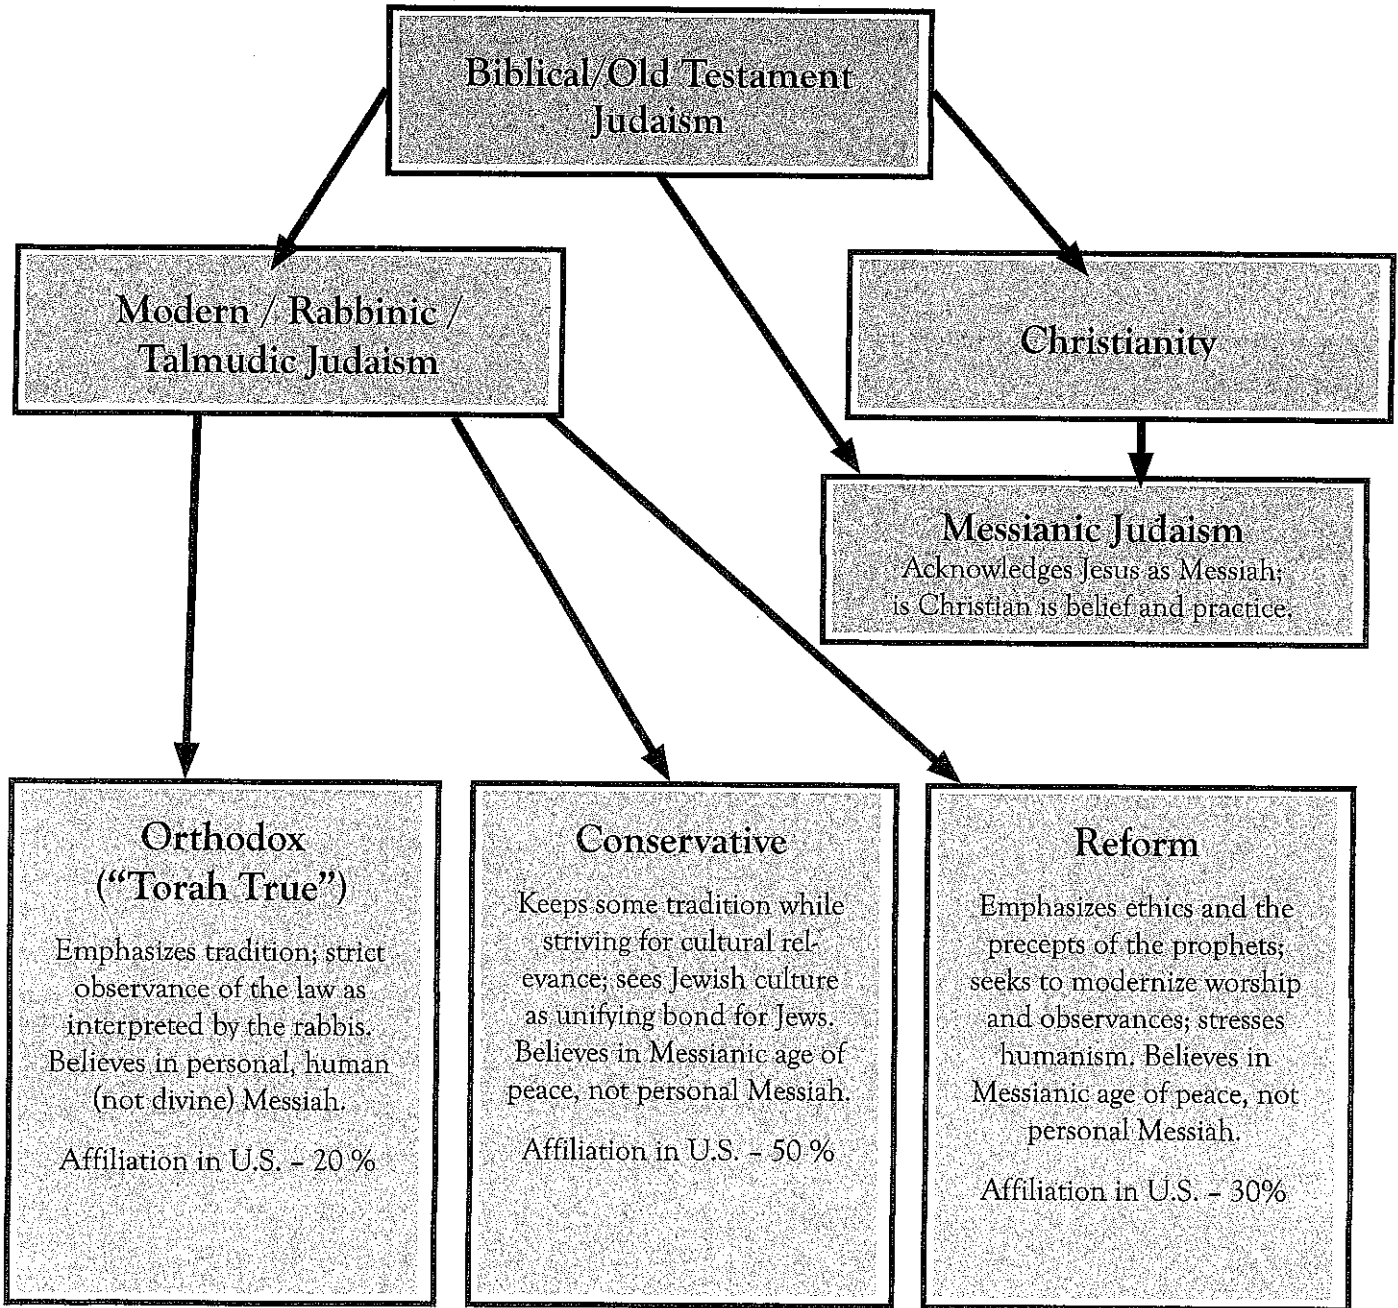 Biblical/Old Testament
Judaism
Modern / Rabbinic /
Talmudic Judaism
Christianity
Messianic Judaism
Acknowledges Jesus as Messiah;
is Christian is belief and practice.
Orthodox
("Torah True")
Emphasizes tradition; strict
observance of the law as
interpreted by the rabbis.
Believes in personal, human
(not divine) Messiah.
Affiliation in U.S. – 20 %
Conservative
Keeps some tradition while
striving for cultural rel-
evance; sees Jewish culture
as unifying bond for Jews.
Believes in Messianic age of
peace, not personal Messiah.
Affiliation in U.S. – 50 %
Reform
Emphasizes ethics and the
precepts of the prophets;
seeks to modernize worship
and observances; stresses
humanism. Believes in
Messianic age of peace, not
personal Messiah.
Affiliation in U.S. – 30%